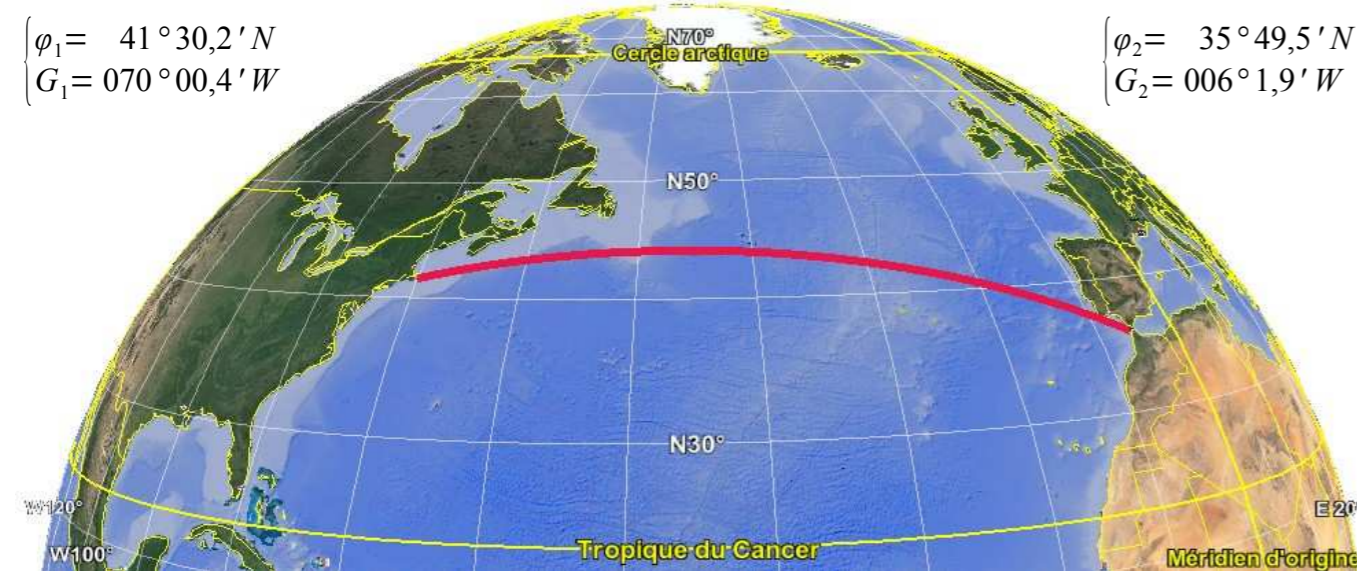 φ₁= 41°30,2' N
G₁= 070°00,4' W
φ₂= 35°49,5' N
G₂= 006°1,9' W
N70°
Cercle arctique
N50°
N30°
W120°
E 20
W100°
Tropique du Cancer
Méridien d'origine